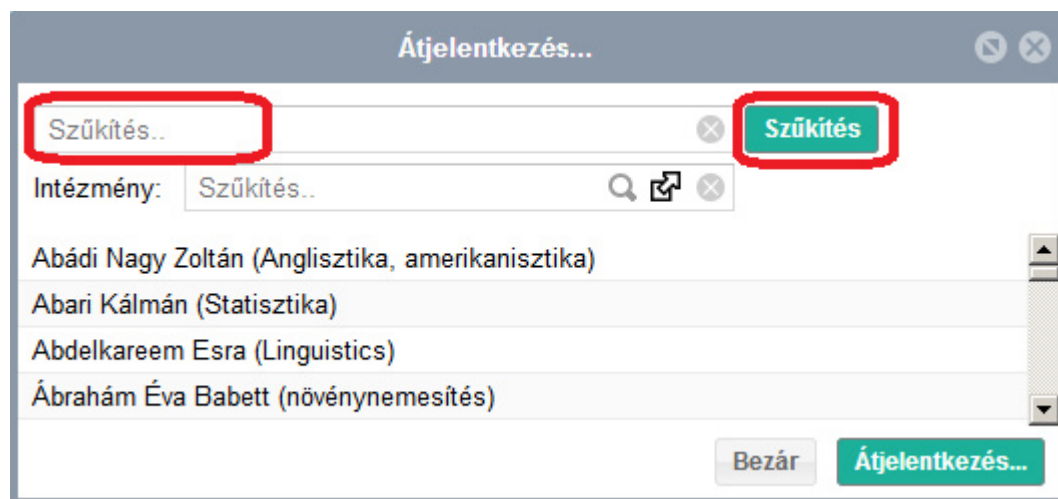 Átjelentkezés...
Szűkítés.. Szűkítés
Intézmény: Szűkítés..
Abádi Nagy Zoltán (Anglisztika, amerikanisztika)
Abari Kálmán (Statisztika)
Abdelkareem Esra (Linguistics)
Ábrahám Éva Babett (növénynemesítés)
Bezár Átjelentkezés...